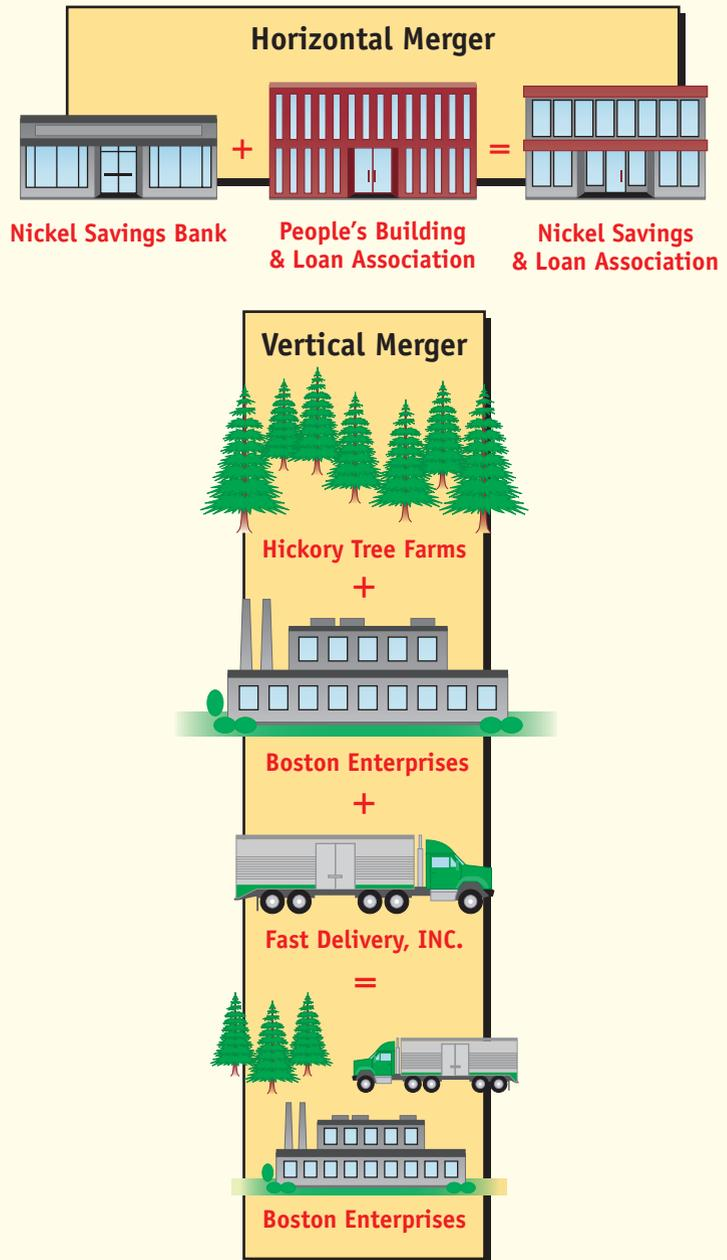 Horizontal Merger
+
=
Nickel Savings Bank
People's Building
& Loan Association
Nickel Savings
& Loan Association
Vertical Merger
Hickory Tree Farms
+
Boston Enterprises
+
Fast Delivery, INC.
=
Boston Enterprises